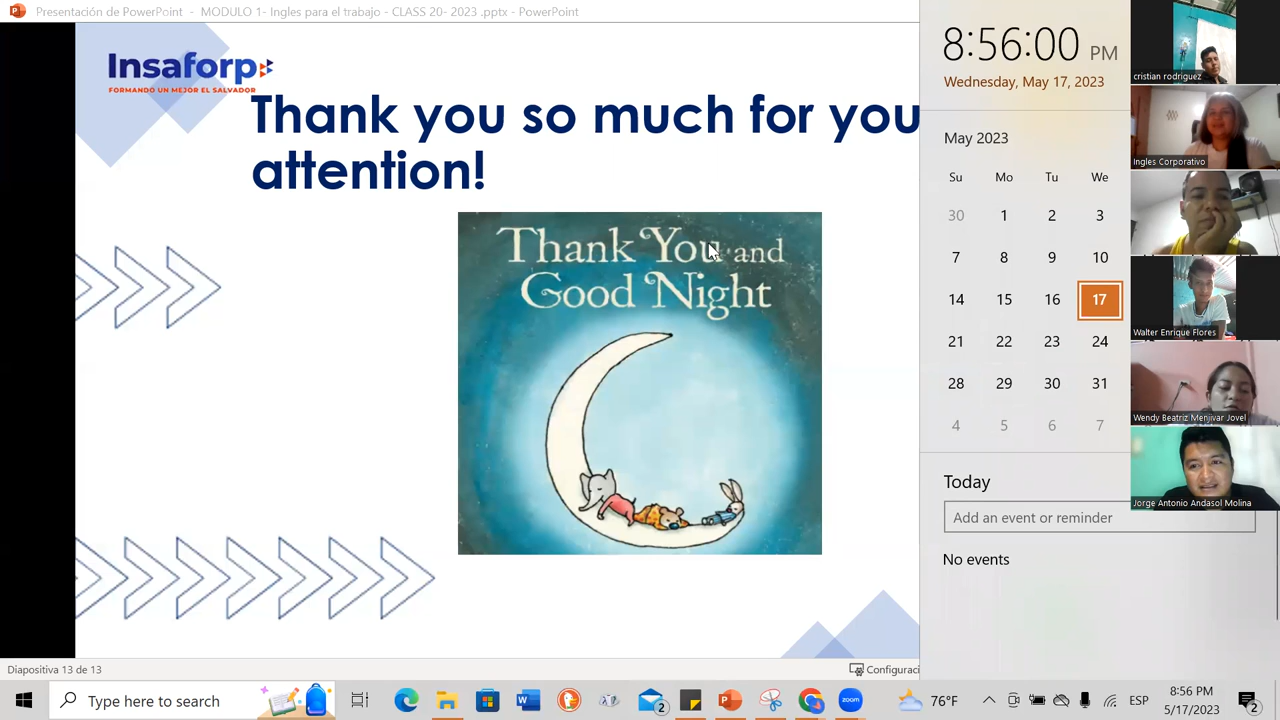 Presentación de PowerPoint - MODULO 1- Ingles para el trabajo - CLASS 20- 2023 .pptx - PowerPoint
Insaforp
FORMANDO UN MEJOR EL SALVADOR
Thank you so much for you
attention!
Thank You and
Good Night
Diapositiva 13 de 13
Configuraci
8:56:00 PM
Wednesday, May 17, 2023
May 2023
Su Mo Tu We
30 1 2 3
7 8 9 10
14 15 16 17
21 22 23 24
28 29 30 31
4 5 6 7
Today
Add an event or reminder
No events
cristian rodriguez
Ingles Corporativo
Walter Enrique Flores
Wendy Beatriz Menjivar Jovel
Jorge Antonio Andasol Molina
Type here to search
2
zoom
76°F
ESP
8:56 PM
5/17/2023
2